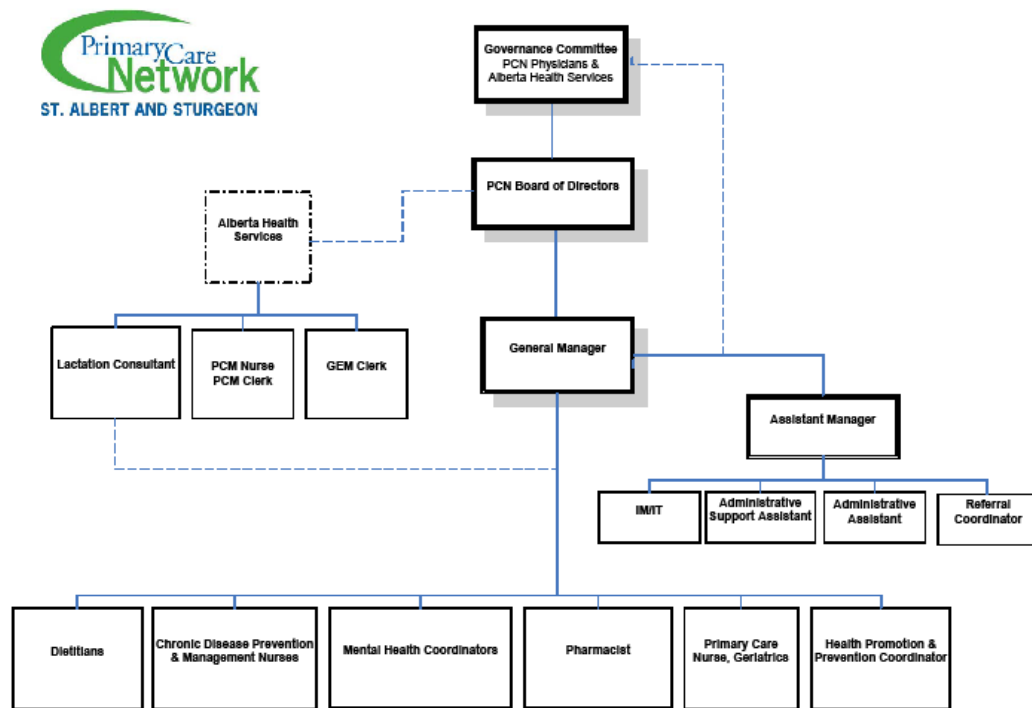 Primary Care
Network
ST. ALBERT AND STURGEON
Governance Committee
PCN Physicians &
Alberta Health Services
PCN Board of Directors
Alberta Health
Services
Lactation Consultant
PCM Nurse
PCM Clerk
GEM Clerk
General Manager
Assistant Manager
IM/IT
Administrative
Support Assistant
Administrative
Assistant
Referral
Coordinator
Dietitians
Chronic Disease Prevention
& Management Nurses
Mental Health Coordinators
Pharmacist
Primary Care
Nurse, Geriatrics
Health Promotion &
Prevention Coordinator